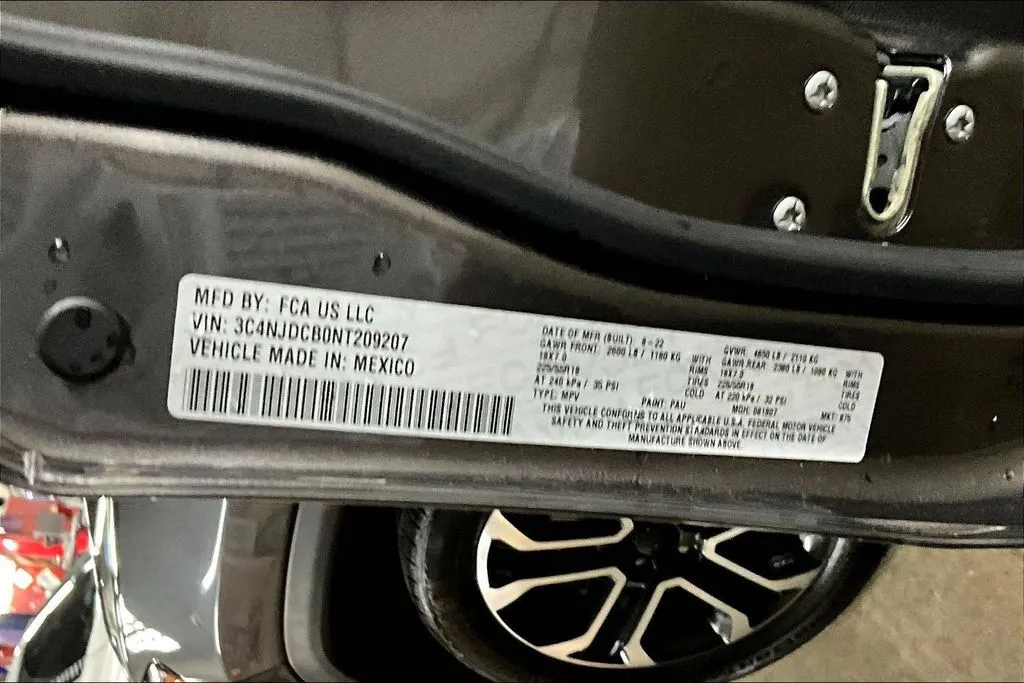 MFD BY: FCA US LLC
VIN: 3C4NJDCB0NT209207
VEHICLE MADE IN: MEXICO
DATE OF MFR (BUILT). 8-22
GVWR: 4650 LB / 2110 KG
GAWR FRONT: 2600 LB / 1180 KG WITH
GAWR REAR: 2360 LB / 1090 KG WITH
18X7.0 RIMS
18X7.0 RIMS
225/55R18 TIRES
225/55R18 TIRES
AT 240 kPa / 35 PSI COLD
AT 220 kPa / 32 PSI COLD
TYPE: MPV
PAINT: PAU
MDH: 081807
MKT:
THIS VEHICLE CONFORMS TO ALL APPLICABLE U.S.A. FEDERAL MOTOR VEHICLE
SAFETY AND THEFT PREVENTION STANDARDS IN EFFECT ON THE DATE OF
MANUFACTURE SHOWN ABOVE.